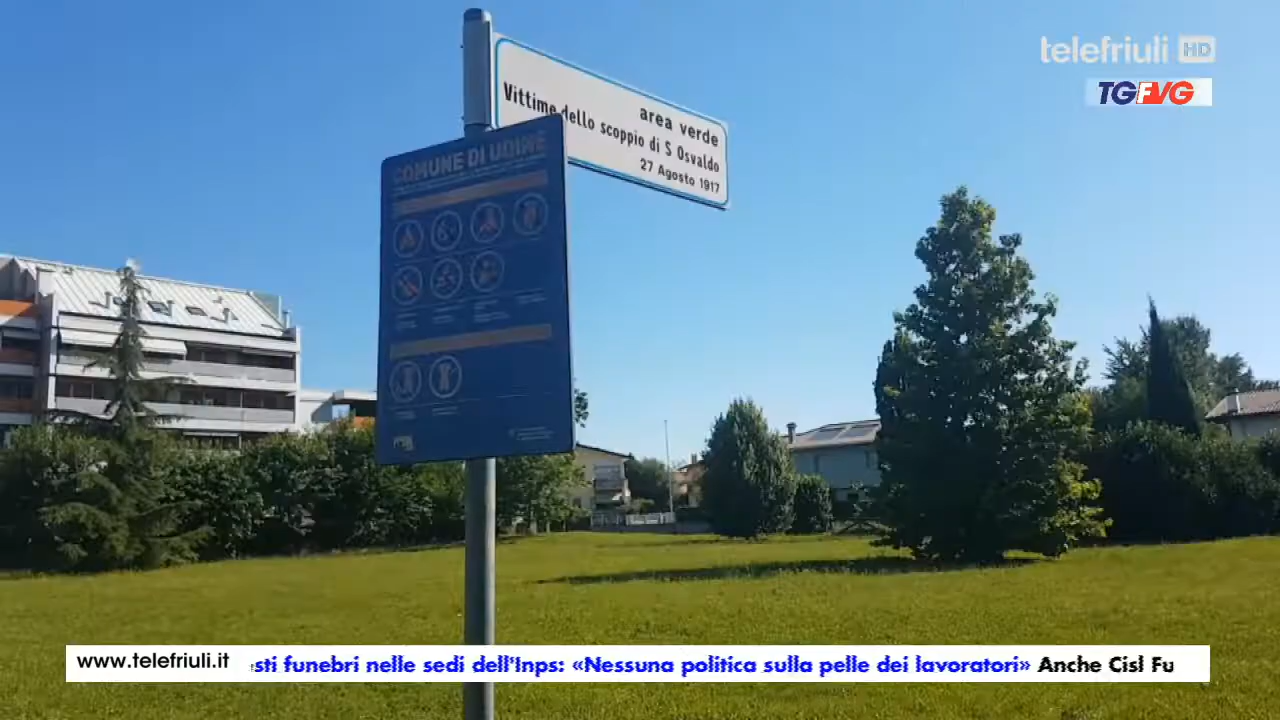 telefriuli HD
TGFVG
area verde
Vittime dello scoppio di S Osvaldo
27 Agosto 1917
COMUNE DI UDINE
www.telefriuli.it
sti funebri nelle sedi dell'Inps: «Nessuna politica sulla pelle dei lavoratori» Anche Cisl Fu